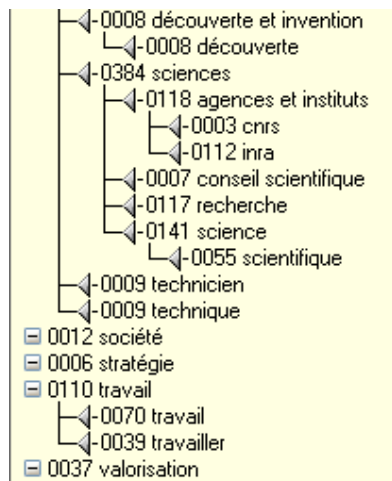 0008 découverte et invention
0008 découverte
0384 sciences
0118 agences et instituts
0003 cnrs
0112 inra
0007 conseil scientifique
0117 recherche
0141 science
0055 scientifique
0009 technicien
0009 technique
0012 société
0006 stratégie
0110 travail
0070 travail
0039 travailler
0037 valorisation